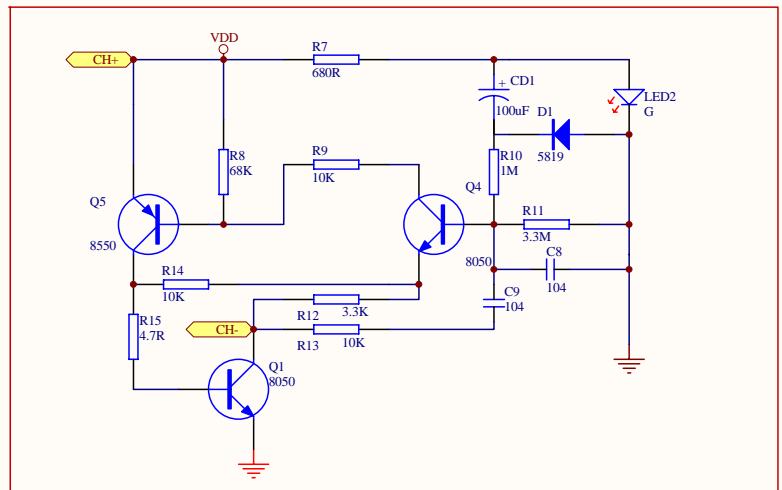 VDD
CH+
R7
680R
+ CD1
100uF
LED2
G
D1
5819
R8
68K
R9
10K
R10
1M
Q5
8550
Q4
8050
R11
3.3M
C8
104
R14
10K
C9
104
R12
3.3K
R13
10K
CH-
R15
4.7R
Q1
8050